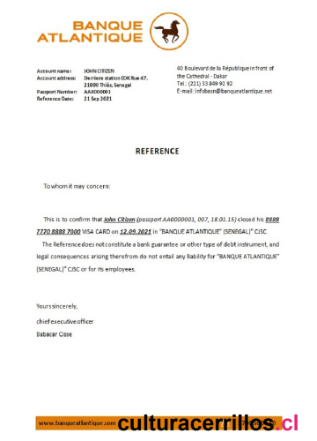 BANQUE
ATLANTIQUE
Account name: JOHN CITIZEN
Account address: Derriere station EDK Rue 47,
21000 Thiès, Senegal
Passport Number: AA0000001
Reference Date: 21 Sep 2021
40 Boulevard de la République in front of
the Cathedral - Dakar
Tel.: (221) 33 849 92 92
E-mail: infobasn@banqueatlantique.net
REFERENCE
To whom it may concern:
This is to confirm that John Citizen (passport AA0000001, 007, 18.01.15) closed his 8888
7770 8888 7000 VISA CARD on 12.09.2021 in "BANQUE ATLANTIQUE" (SENEGAL)" CJSC.
The Reference does not constitute a bank guarantee or other type of debt instrument, and
legal consequences arising therefrom do not entail any liability for "BANQUE ATLANTIQUE"
(SENEGAL)" CJSC or for its employees.
Yours sincerely,
chief executive officer
Babacar Cisse
www.banqueatlantique.com
culturacerrillos.cl